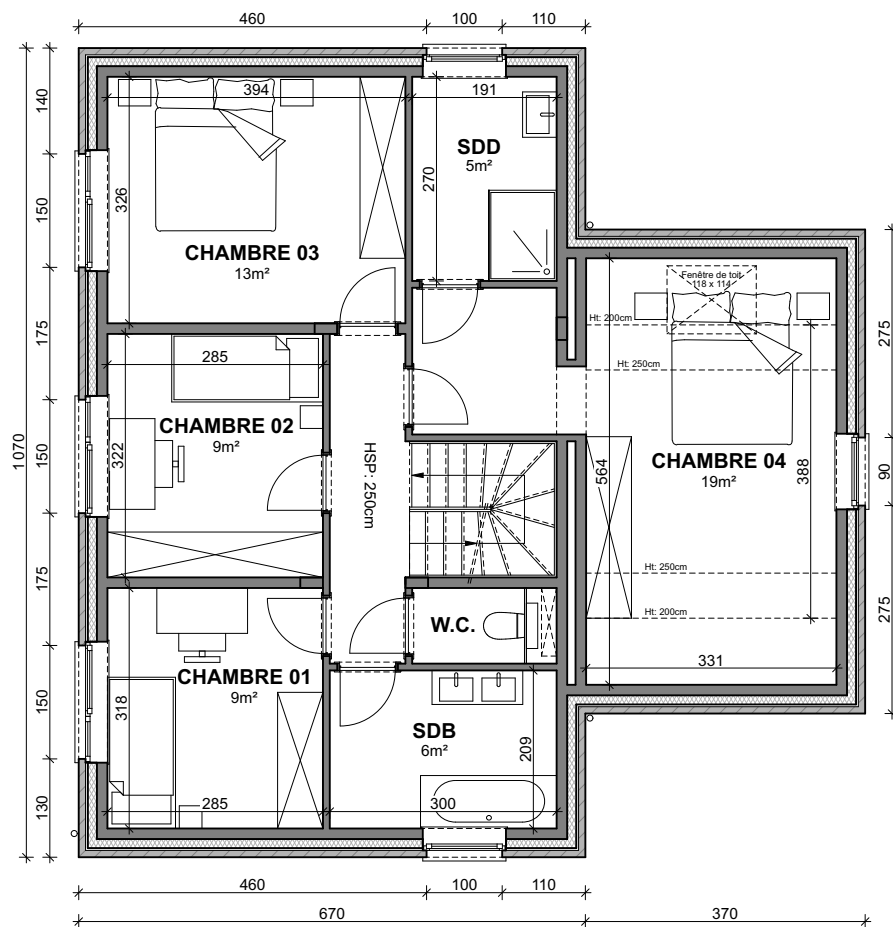 460
100
110
140
150
175
150
175
150
130
1070
394
191
326
270
CHAMBRE 03
13m²
SDD
5m²
Fenêtre de toit
118 x 114
Ht: 200cm
Ht: 250cm
275
90
275
285
CHAMBRE 02
9m²
322
HSP: 250cm
CHAMBRE 04
19m²
564
388
Ht: 250cm
Ht: 200cm
331
W.C.
CHAMBRE 01
9m²
318
285
SDB
6m²
209
300
460
100
110
670
370